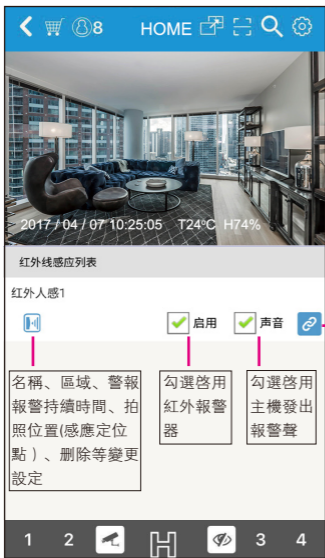 8 HOME
2017 / 04 / 07 10:25:05 T24°C H74%
红外线感应列表
红外人感1
启用 声音
名稱、區域、警報
報警持續時間、拍
照位置(感應定位
點）、刪除等變更
設定
勾選啓用
紅外報警
器
勾選啓用
主機發出
報警聲
1 2 H 3 4